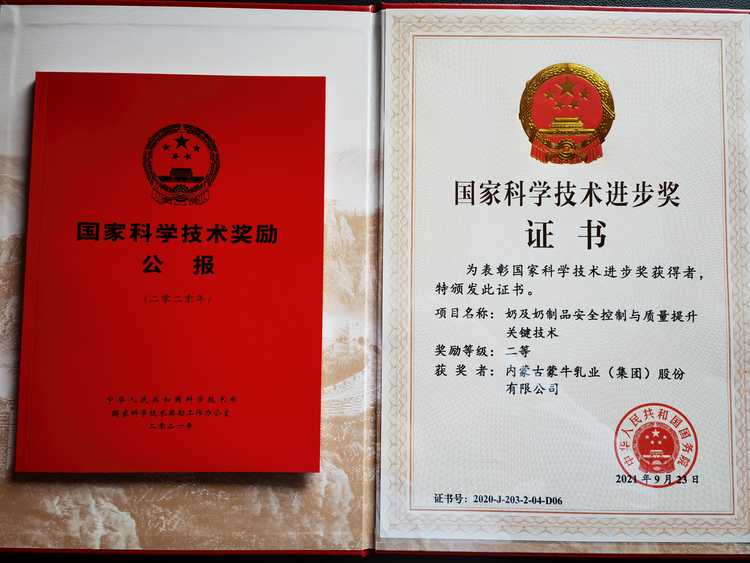 国家科学技术奖励
公报
（二零二零年）
中华人民共和国科学技术部
国家科学技术奖励工作办公室
二零二一年
国家科学技术进步奖
证书
为表彰国家科学技术进步奖获得者，
特颁发此证书。
项目名称： 奶及奶制品安全控制与质量提升
关键技术
奖励等级： 二等
获奖者： 内蒙古蒙牛乳业（集团）股份
有限公司
中华人民共和国国务院
2021年9月23日
证书号：2020-J-203-2-04-D06